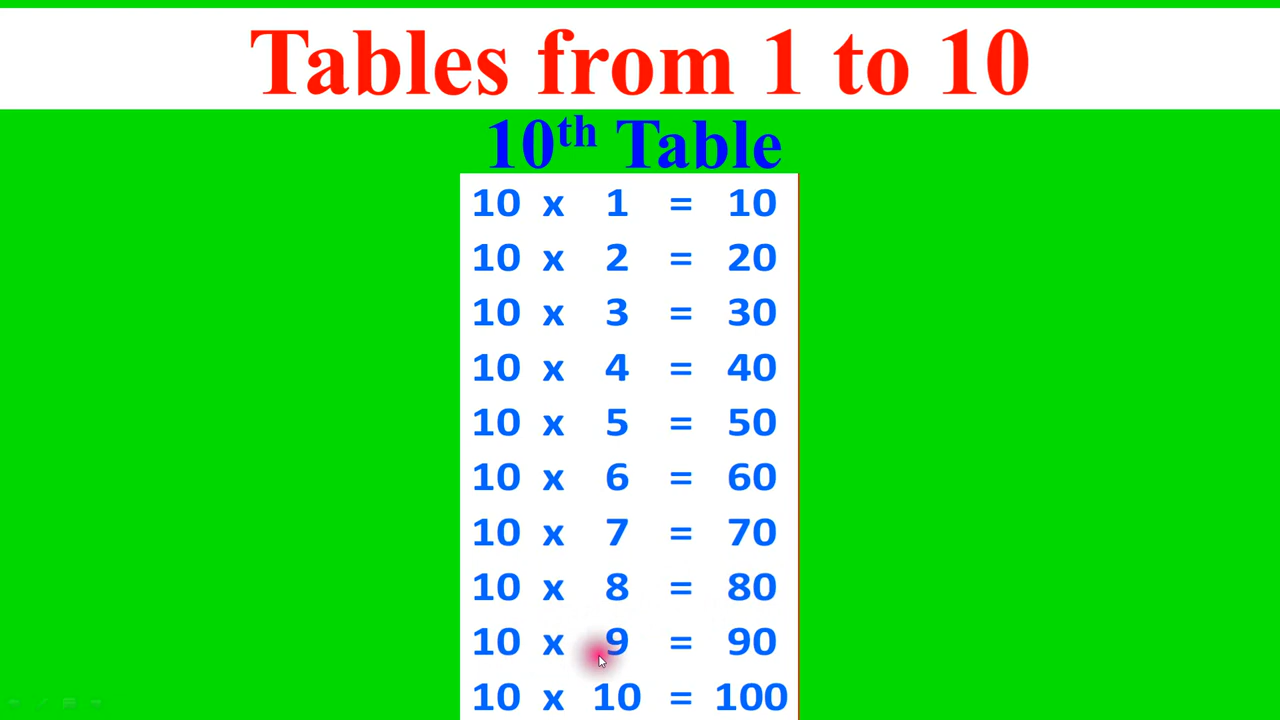 Tables from 1 to 10
10th Table
10 x 1 = 10
10 x 2 = 20
10 x 3 = 30
10 x 4 = 40
10 x 5 = 50
10 x 6 = 60
10 x 7 = 70
10 x 8 = 80
10 x 9 = 90
10 x 10 = 100